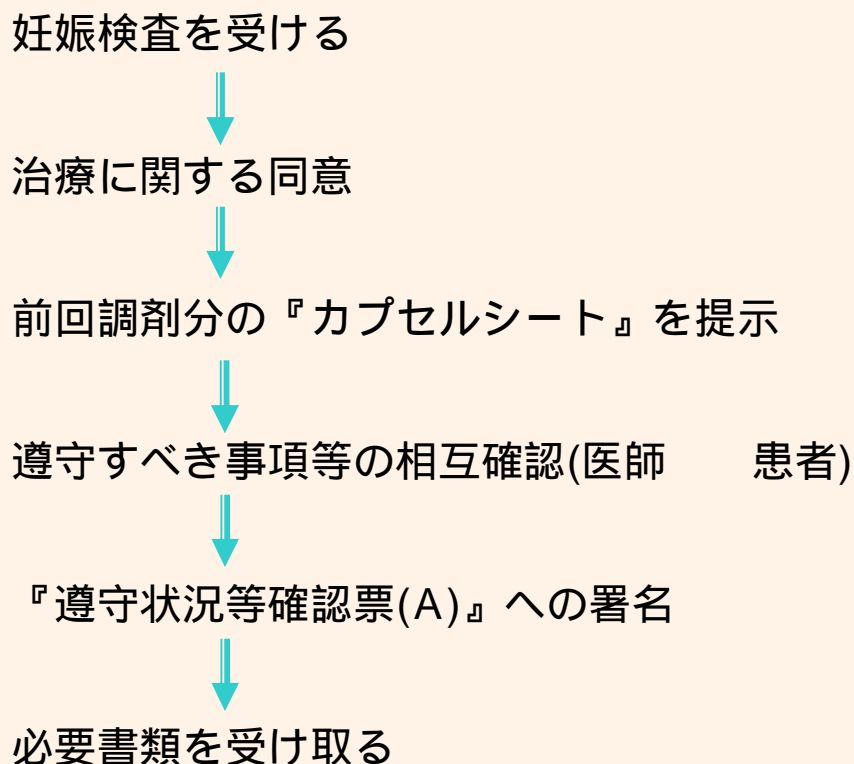 妊娠検査を受ける
治療に関する同意
前回調剤分の『カプセルシート』を提示
遵守すべき事項等の相互確認(医師　　患者)
『遵守状況等確認票(A)』への署名
必要書類を受け取る